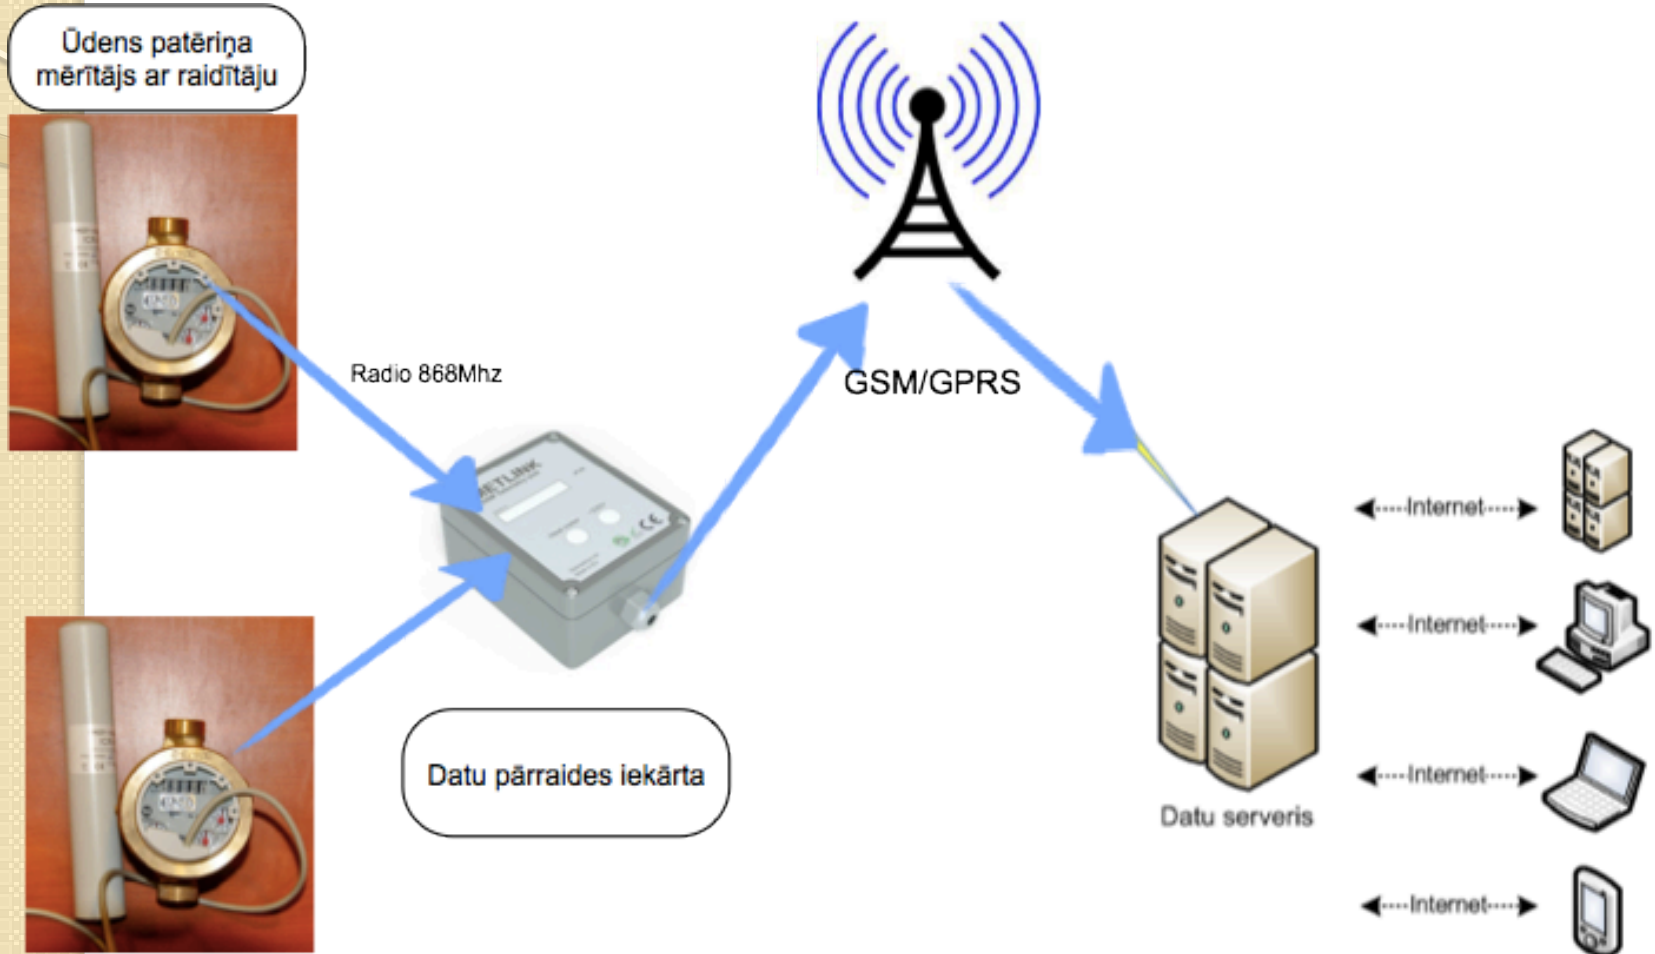 Ūdens patēriņa
mērītājs ar raidītāju
Radio 868Mhz
GSM/GPRS
Datu pārraides iekārta
Datu serveris
Internet
Internet
Internet
Internet